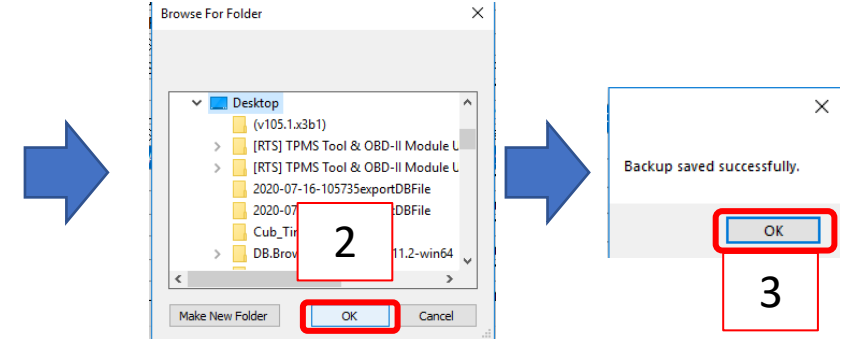 Browse For Folder
Desktop
(v105.1.x3b1)
[RTS] TPMS Tool & OBD-II Module U
[RTS] TPMS Tool & OBD-II Module U
2020-07-16-105735exportDBFile
2020-07 tDBFile
Cub_Tir
DB.Brow 11.2-win64
2
Make New Folder
OK
Cancel
Backup saved successfully.
OK
3